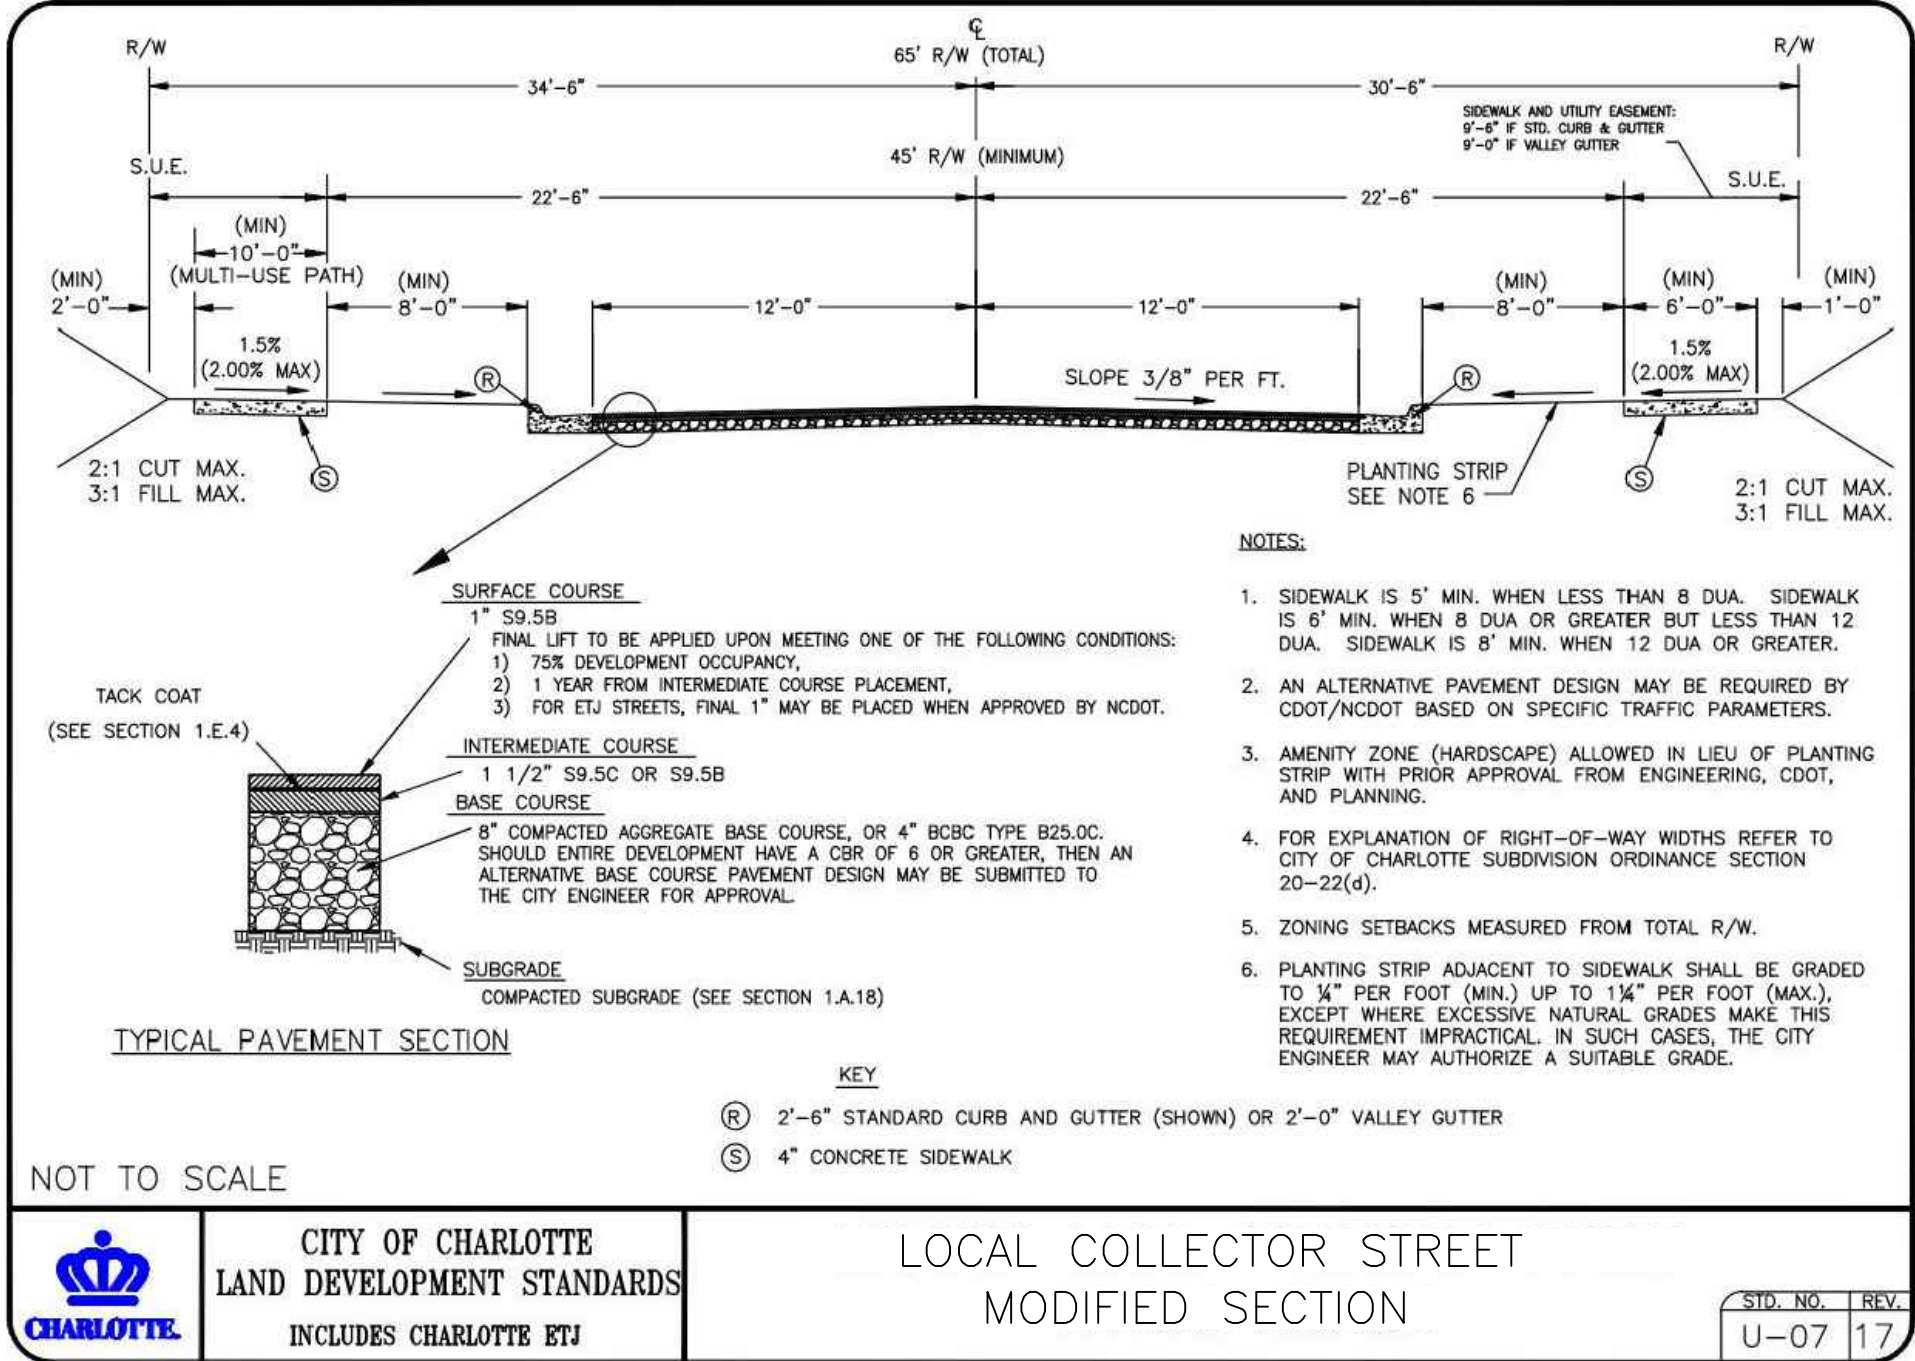 ℄
R/W
65' R/W (TOTAL)
R/W
34'-6"
30'-6"
SIDEWALK AND UTILITY EASEMENT:
9'-6" IF STD. CURB & GUTTER
9'-0" IF VALLEY GUTTER
45' R/W (MINIMUM)
S.U.E.
S.U.E.
22'-6"
22'-6"
(MIN)
10'-0"
(MULTI-USE PATH)
(MIN)
2'-0"
(MIN)
8'-0"
12'-0"
12'-0"
(MIN)
8'-0"
(MIN)
6'-0"
(MIN)
1'-0"
1.5%
(2.00% MAX)
R
SLOPE 3/8" PER FT.
R
1.5%
(2.00% MAX)
2:1 CUT MAX.
3:1 FILL MAX.
S
PLANTING STRIP
SEE NOTE 6
S
2:1 CUT MAX.
3:1 FILL MAX.
SURFACE COURSE
1" S9.5B
FINAL LIFT TO BE APPLIED UPON MEETING ONE OF THE FOLLOWING CONDITIONS:
1) 75% DEVELOPMENT OCCUPANCY,
2) 1 YEAR FROM INTERMEDIATE COURSE PLACEMENT,
3) FOR ETJ STREETS, FINAL 1" MAY BE PLACED WHEN APPROVED BY NCDOT.
TACK COAT
(SEE SECTION 1.E.4)
INTERMEDIATE COURSE
1 1/2" S9.5C OR S9.5B
BASE COURSE
8" COMPACTED AGGREGATE BASE COURSE, OR 4" BCBC TYPE B25.0C.
SHOULD ENTIRE DEVELOPMENT HAVE A CBR OF 6 OR GREATER, THEN AN
ALTERNATIVE BASE COURSE PAVEMENT DESIGN MAY BE SUBMITTED TO
THE CITY ENGINEER FOR APPROVAL.
SUBGRADE
COMPACTED SUBGRADE (SEE SECTION 1.A.18)
TYPICAL PAVEMENT SECTION
NOTES:
1. SIDEWALK IS 5' MIN. WHEN LESS THAN 8 DUA. SIDEWALK
IS 6' MIN. WHEN 8 DUA OR GREATER BUT LESS THAN 12
DUA. SIDEWALK IS 8' MIN. WHEN 12 DUA OR GREATER.
2. AN ALTERNATIVE PAVEMENT DESIGN MAY BE REQUIRED BY
CDOT/NCDOT BASED ON SPECIFIC TRAFFIC PARAMETERS.
3. AMENITY ZONE (HARDSCAPE) ALLOWED IN LIEU OF PLANTING
STRIP WITH PRIOR APPROVAL FROM ENGINEERING, CDOT,
AND PLANNING.
4. FOR EXPLANATION OF RIGHT-OF-WAY WIDTHS REFER TO
CITY OF CHARLOTTE SUBDIVISION ORDINANCE SECTION
20-22(d).
5. ZONING SETBACKS MEASURED FROM TOTAL R/W.
6. PLANTING STRIP ADJACENT TO SIDEWALK SHALL BE GRADED
TO ¼" PER FOOT (MIN.) UP TO 1¼" PER FOOT (MAX.),
EXCEPT WHERE EXCESSIVE NATURAL GRADES MAKE THIS
REQUIREMENT IMPRACTICAL. IN SUCH CASES, THE CITY
ENGINEER MAY AUTHORIZE A SUITABLE GRADE.
KEY
R 2'-6" STANDARD CURB AND GUTTER (SHOWN) OR 2'-0" VALLEY GUTTER
S 4" CONCRETE SIDEWALK
NOT TO SCALE
CHARLOTTE.
CITY OF CHARLOTTE
LAND DEVELOPMENT STANDARDS
INCLUDES CHARLOTTE ETJ
LOCAL COLLECTOR STREET
MODIFIED SECTION
STD. NO. REV.
U-07 17